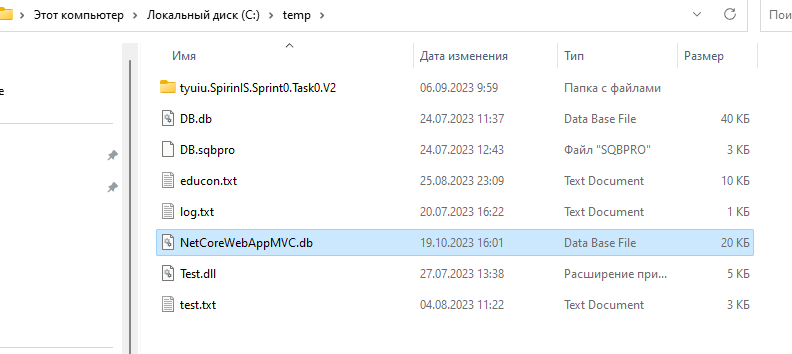 Этот компьютер > Локальный диск (C:) > temp > Пои
Имя Дата изменения Тип Размер
е
tyuiu.SpirinIS.Sprint0.Task0.V2 06.09.2023 9:59 Папка с файлами
DB.db 24.07.2023 11:37 Data Base File 40 КБ
DB.sqbpro 24.07.2023 12:43 Файл "SQBPRO" 3 КБ
educon.txt 25.08.2023 23:09 Text Document 10 КБ
log.txt 20.07.2023 16:22 Text Document 1 КБ
NetCoreWebAppMVC.db 19.10.2023 16:01 Data Base File 20 КБ
Test.dll 27.07.2023 13:38 Расширение при... 5 КБ
test.txt 04.08.2023 11:22 Text Document 3 КБ